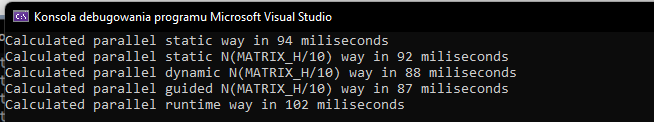 Konsola debugowania programu Microsoft Visual Studio
Calculated parallel static way in 94 miliseconds
Calculated parallel static N(MATRIX_H/10) way in 92 miliseconds
Calculated parallel dynamic N(MATRIX_H/10) way in 88 miliseconds
Calculated parallel guided N(MATRIX_H/10) way in 87 miliseconds
Calculated parallel runtime way in 102 miliseconds